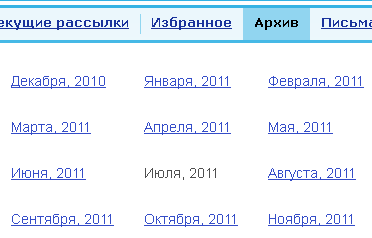 екущие рассылки Избранное Архив Письма
Декабря, 2010 Января, 2011 Февраля, 2011
Марта, 2011 Апреля, 2011 Мая, 2011
Июня, 2011 Июля, 2011 Августа, 2011
Сентября, 2011 Октября, 2011 Ноября, 2011